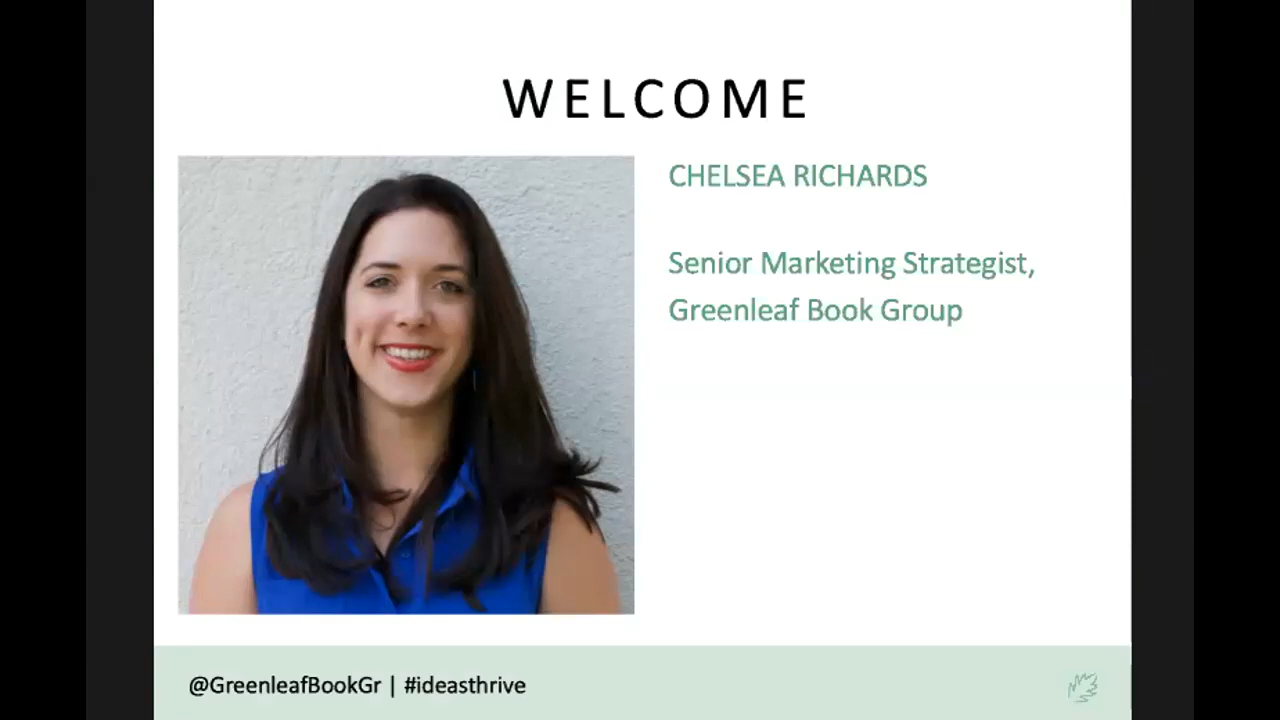 WELCOME
CHELSEA RICHARDS
Senior Marketing Strategist,
Greenleaf Book Group
@GreenleafBookGr | #ideasthrive